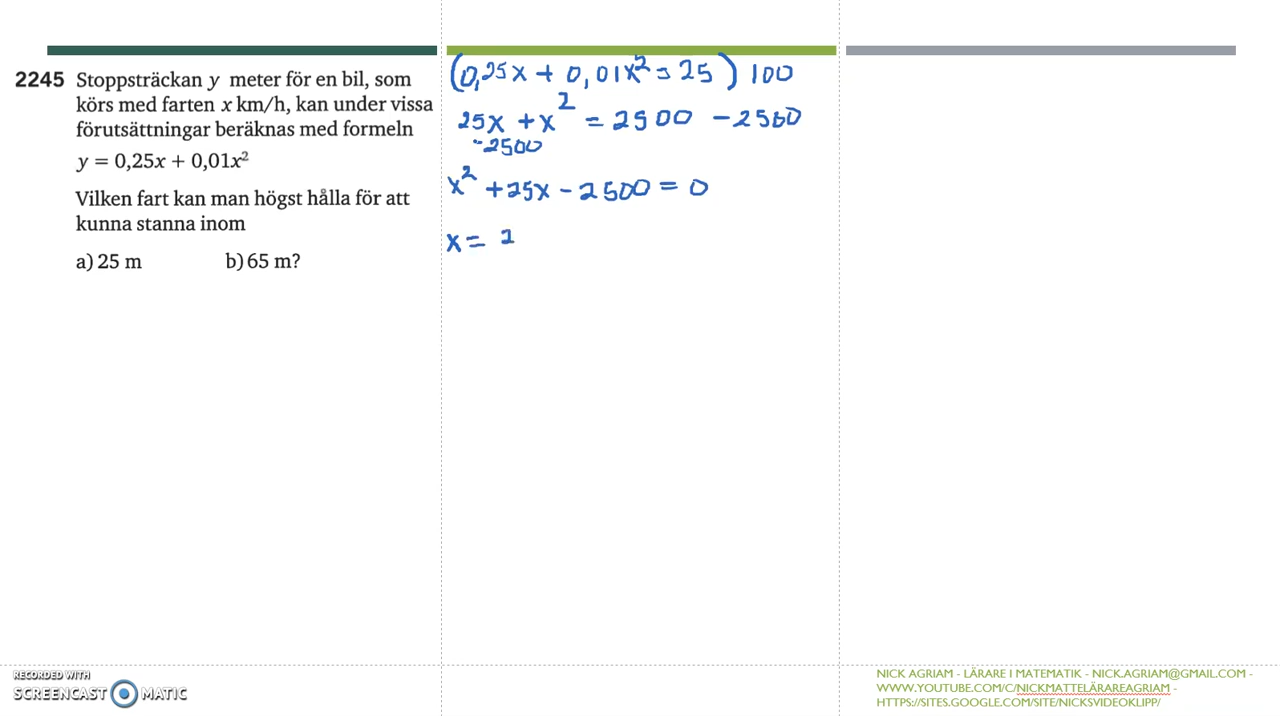 2245 Stoppsträckan y meter för en bil, som
körs med farten x km/h, kan under vissa
förutsättningar beräknas med formeln
y = 0,25x + 0,01x²
Vilken fart kan man högst hålla för att
kunna stanna inom
a) 25 m b) 65 m?
(0,25x + 0,01x² = 25) 100
25x + x² = 2500 - 2500
-2500
x² + 25x - 2500 = 0
x = 2
RECORDED WITH
SCREENCAST MATIC
NICK AGRIAM - LÄRARE I MATEMATIK - NICK.AGRIAM@GMAIL.COM -
WWW.YOUTUBE.COM/C/NICKMATTELÄRAREAGRIAM -
HTTPS://SITES.GOOGLE.COM/SITE/NICKSVIDEOKLIPP/